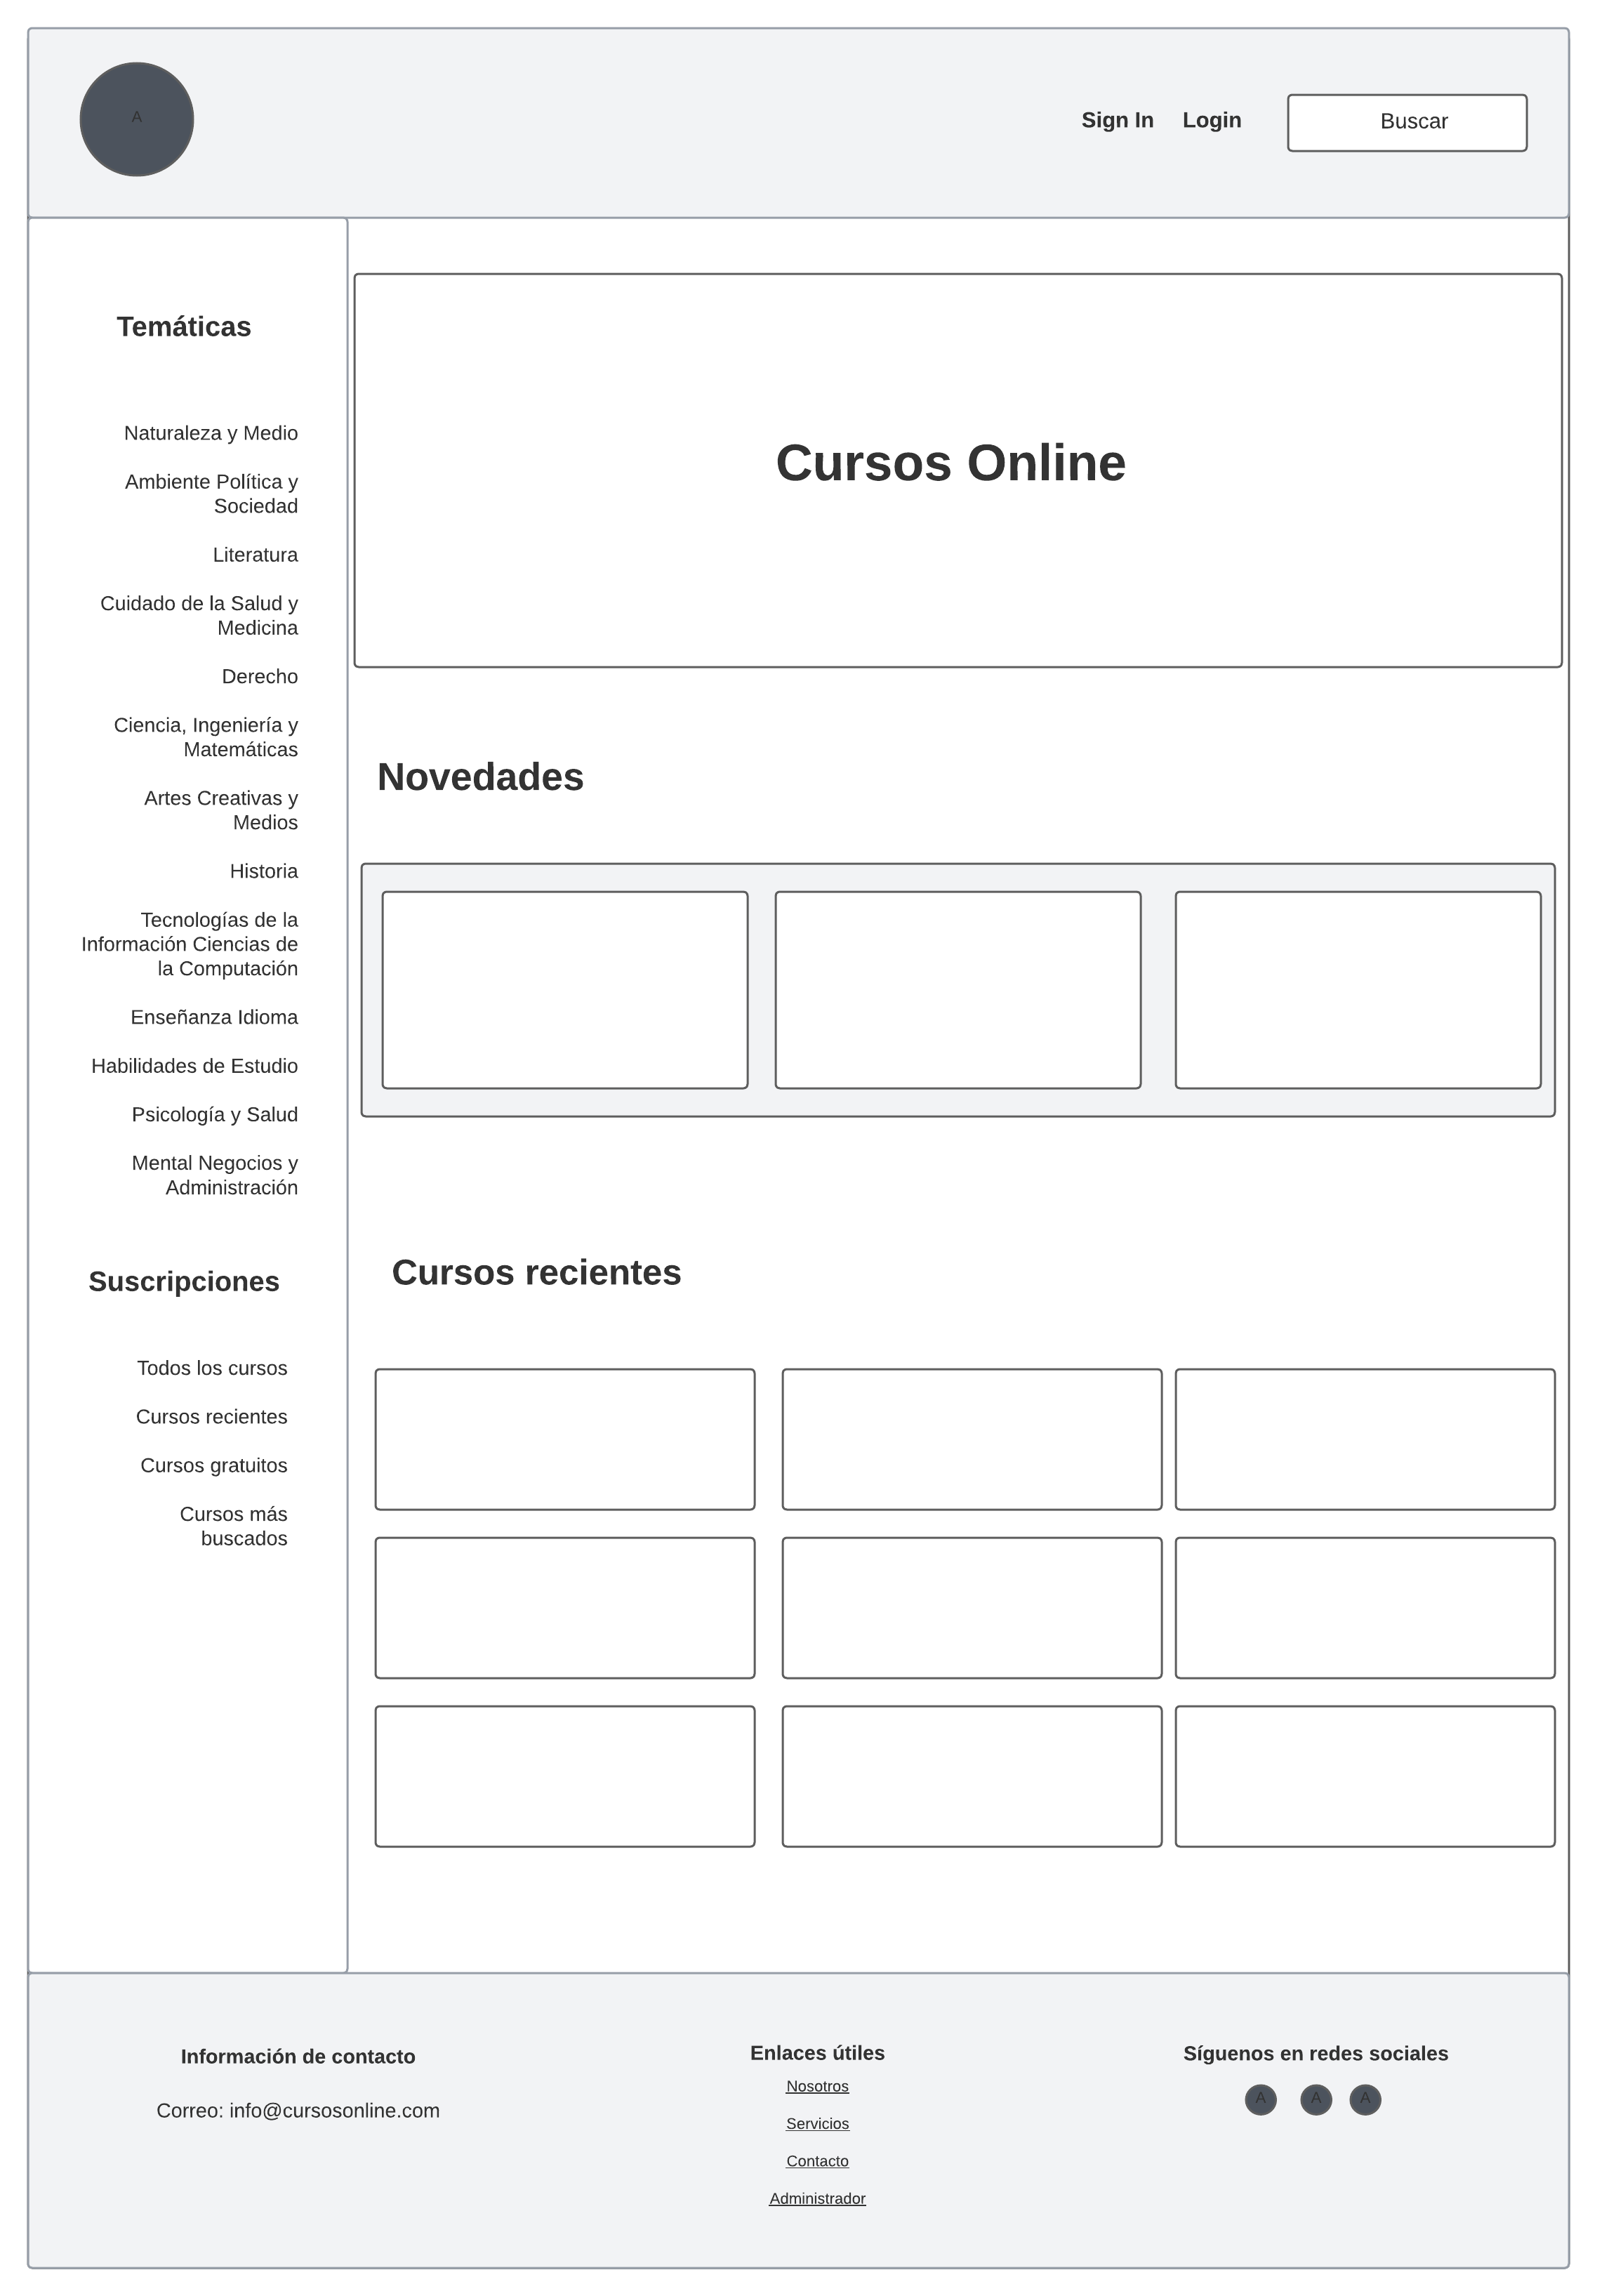 A
Sign In
Login
Buscar
Temáticas
Naturaleza y Medio
Ambiente Política y
Sociedad
Literatura
Cuidado de la Salud y
Medicina
Derecho
Ciencia, Ingeniería y
Matemáticas
Artes Creativas y
Medios
Historia
Tecnologías de la
Información Ciencias de
la Computación
Enseñanza Idioma
Habilidades de Estudio
Psicología y Salud
Mental Negocios y
Administración
Suscripciones
Todos los cursos
Cursos recientes
Cursos gratuitos
Cursos más
buscados
Cursos Online
Novedades
Cursos recientes
Información de contacto
Correo: info@cursosonline.com
Enlaces útiles
Nosotros
Servicios
Contacto
Administrador
Síguenos en redes sociales
A A A